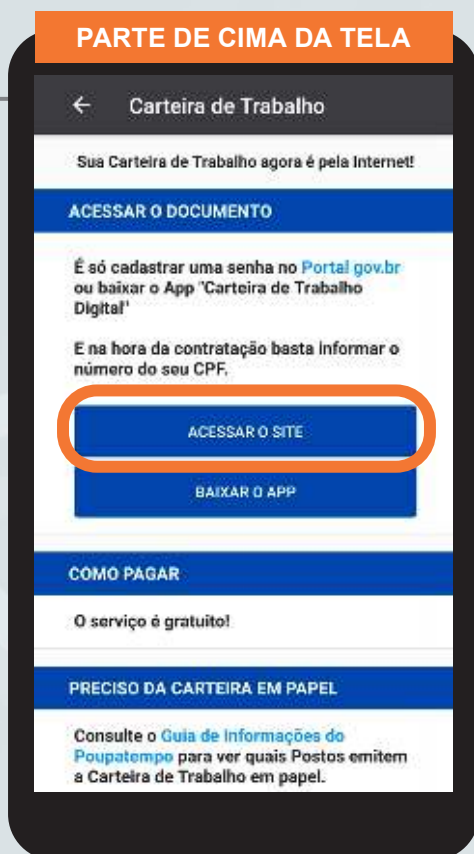 PARTE DE CIMA DA TELA
Carteira de Trabalho
Sua Carteira de Trabalho agora é pela Internet!
ACESSAR O DOCUMENTO
É só cadastrar uma senha no Portal gov.br
ou baixar o App "Carteira de Trabalho
Digital"
E na hora da contratação basta informar o
número do seu CPF.
ACESSAR O SITE
BAIXAR O APP
COMO PAGAR
O serviço é gratuito!
PRECISO DA CARTEIRA EM PAPEL
Consulte o Guia de Informações do
Poupatempo para ver quais Postos emitem
a Carteira de Trabalho em papel.